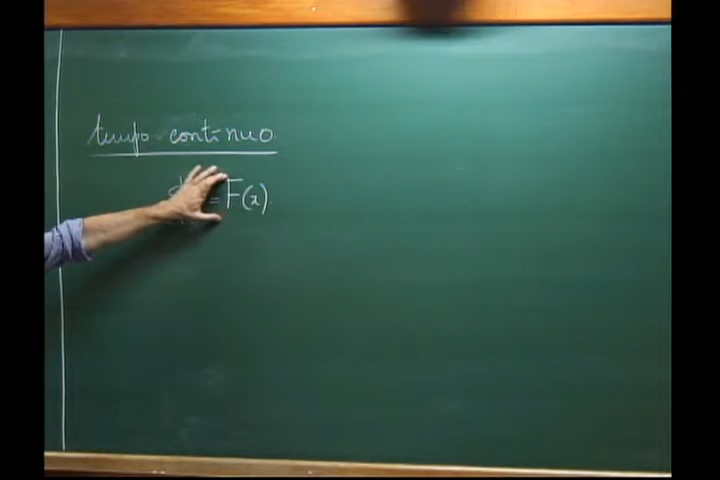 tempo contínuo
= F(x)